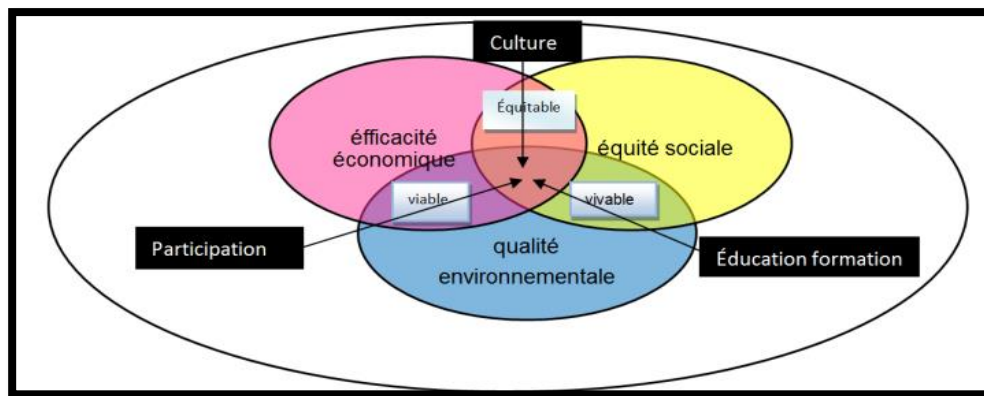 Culture
Équitable
éfficacité
économique
équité sociale
viable
vivable
Participation
qualité
environnementale
Éducation formation